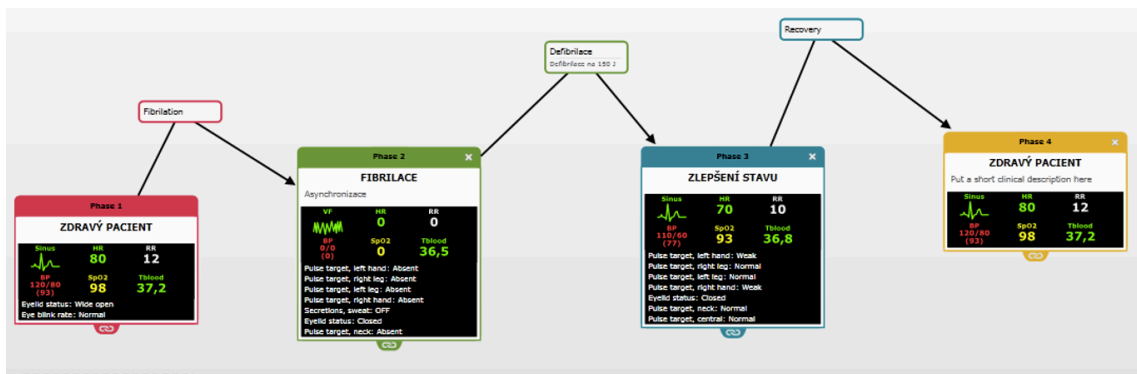 Fibrilation
Defibrilace
Defibrilace na 150 J
Recovery
Phase 1
ZDRAVÝ PACIENT
Sinus HR RR
80 12
BP SpO2 Tblood
120/80
(93) 98 37,2
Eyelid status: Wide open
Eye blink rate: Normal
Phase 2
FIBRILACE
Asynchronizace
VF HR RR
0 0
BP SpO2 Tblood
0/0
(0) 0 36,5
Pulse target, left hand: Absent
Pulse target, right leg: Absent
Pulse target, left leg: Absent
Pulse target, right hand: Absent
Secretions, sweat: OFF
Eyelid status: Closed
Pulse target, neck: Absent
Phase 3
ZLEPŠENÍ STAVU
Sinus HR RR
70 10
BP SpO2 Tblood
110/60
(77) 93 36,8
Pulse target, left hand: Weak
Pulse target, right leg: Normal
Pulse target, left leg: Normal
Pulse target, right hand: Weak
Eyelid status: Closed
Pulse target, neck: Normal
Pulse target, central: Normal
Phase 4
ZDRAVÝ PACIENT
Put a short clinical description here
Sinus HR RR
80 12
BP SpO2 Tblood
120/80
(93) 98 37,2